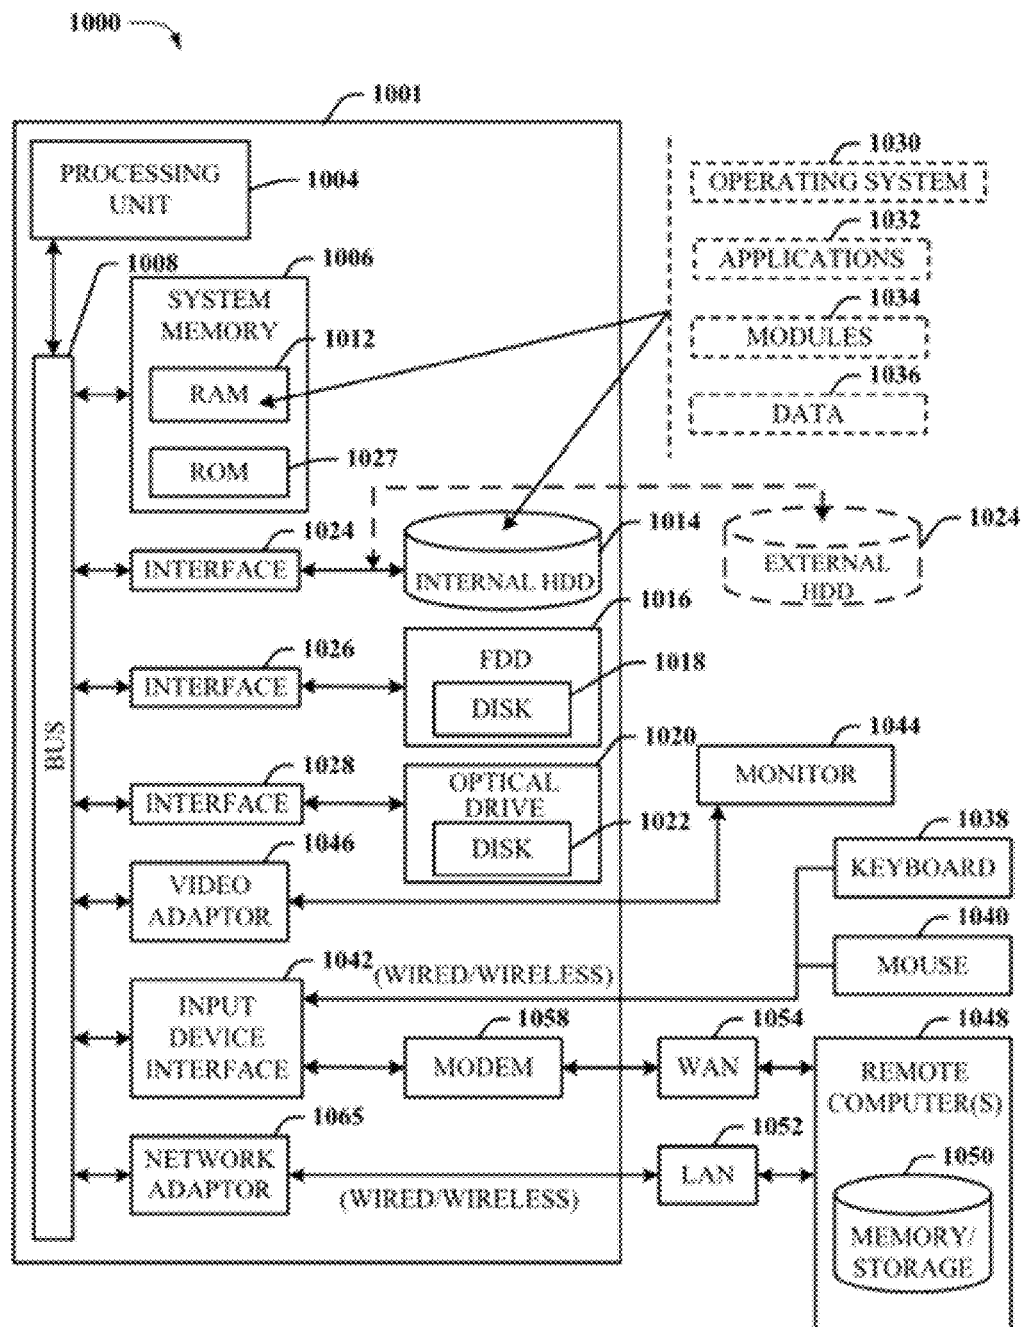 1000
1001
PROCESSING
UNIT
1004
1008
1006
SYSTEM
MEMORY
1012
RAM
ROM
1027
1030
OPERATING SYSTEM
1032
APPLICATIONS
1034
MODULES
1036
DATA
BUS
1024
INTERFACE
1014
INTERNAL HDD
1024
EXTERNAL
HDD
1026
INTERFACE
1016
FDD
1018
DISK
1028
INTERFACE
1020
OPTICAL
DRIVE
1022
DISK
1044
MONITOR
1046
VIDEO
ADAPTOR
1038
KEYBOARD
1040
MOUSE
1042
(WIRED/WIRELESS)
INPUT
DEVICE
INTERFACE
1058
MODEM
1054
WAN
1048
REMOTE
COMPUTER(S)
1065
NETWORK
ADAPTOR
(WIRED/WIRELESS)
1052
LAN
1050
MEMORY/
STORAGE